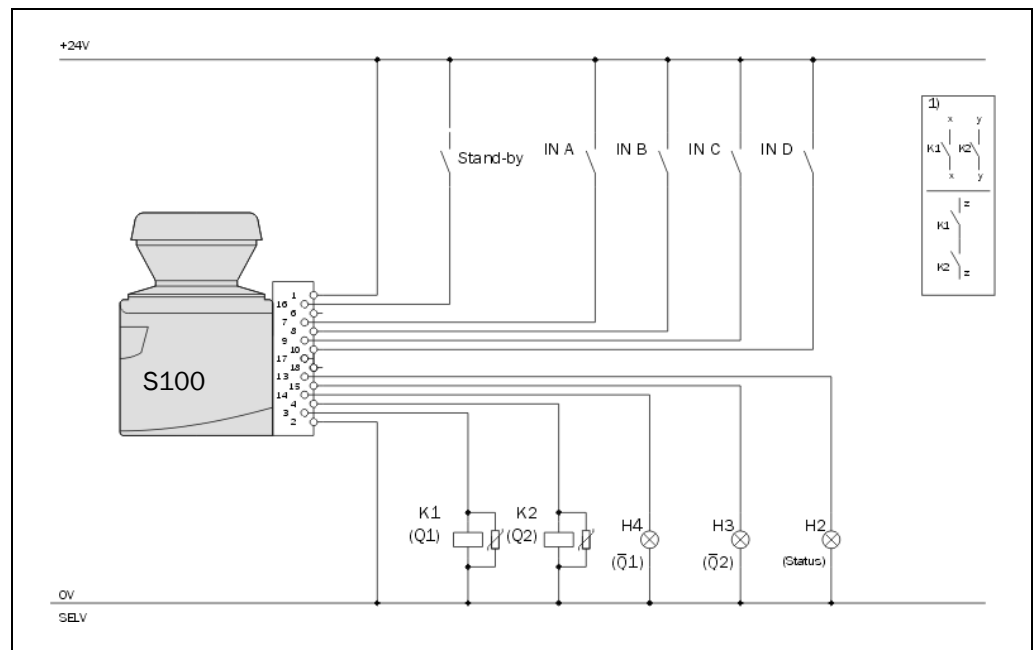 +24V
1)
x y
K1 K2
x y
z
K1
K2
z
Stand-by
IN A
IN B
IN C
IN D
S100
1
16
6
7
8
9
10
17
18
13
15
14
4
3
2
K1
(Q1)
K2
(Q2)
H4
(Q̅1)
H3
(Q̅2)
H2
(Status)
0V
SELV